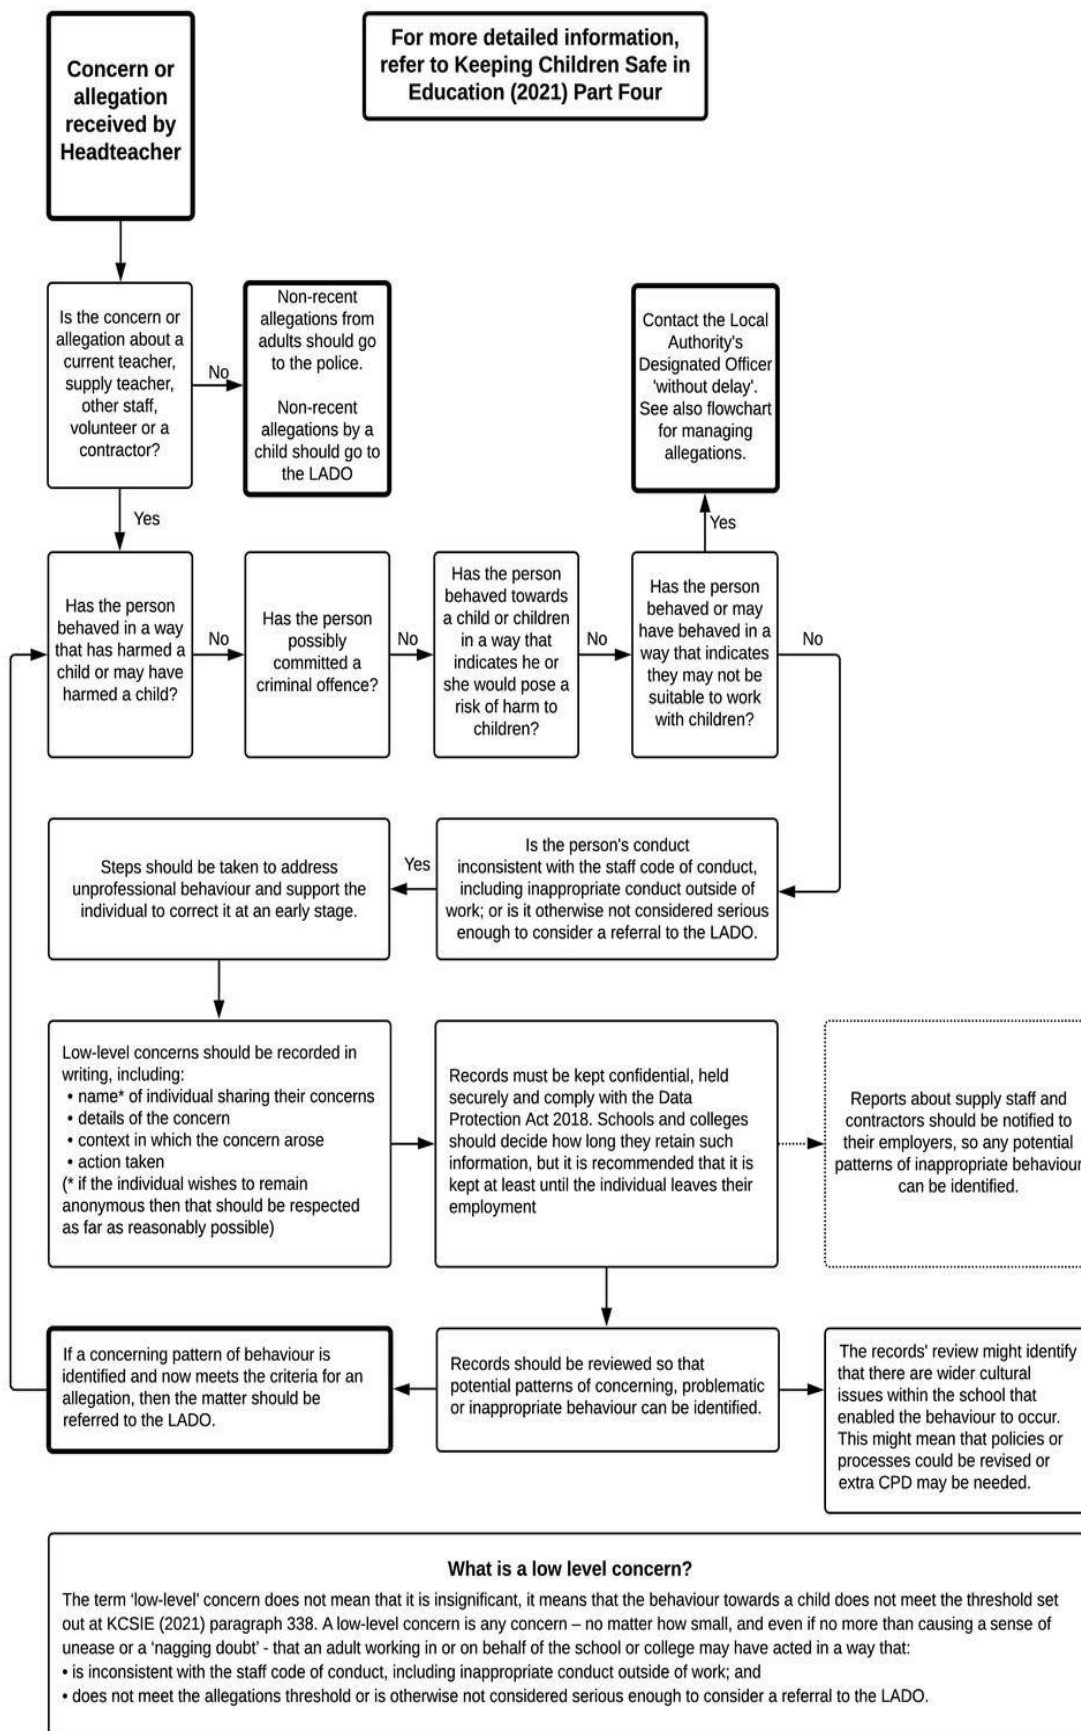 Concern or
allegation
received by
Headteacher
For more detailed information,
refer to Keeping Children Safe in
Education (2021) Part Four
Is the concern or
allegation about a
current teacher,
supply teacher,
other staff,
volunteer or a
contractor?
No
Non-recent
allegations from
adults should go
to the police.
Non-recent
allegations by a
child should go to
the LADO
Contact the Local
Authority's
Designated Officer
'without delay'.
See also flowchart
for managing
allegations.
Yes
Yes
Has the person
behaved in a way
that has harmed a
child or may have
harmed a child?
No
Has the person
possibly
committed a
criminal offence?
No
Has the person
behaved towards
a child or children
in a way that
indicates he or
she would pose a
risk of harm to
children?
No
Has the person
behaved or may
have behaved in a
way that indicates
they may not be
suitable to work
with children?
No
Is the person's conduct
inconsistent with the staff code of conduct,
including inappropriate conduct outside of
work; or is it otherwise not considered serious
enough to consider a referral to the LADO.
Yes
Steps should be taken to address
unprofessional behaviour and support the
individual to correct it at an early stage.
Low-level concerns should be recorded in
writing, including:
• name* of individual sharing their concerns
• details of the concern
• context in which the concern arose
• action taken
(* if the individual wishes to remain
anonymous then that should be respected
as far as reasonably possible)
Records must be kept confidential, held
securely and comply with the Data
Protection Act 2018. Schools and colleges
should decide how long they retain such
information, but it is recommended that it is
kept at least until the individual leaves their
employment
Reports about supply staff and
contractors should be notified to
their employers, so any potential
patterns of inappropriate behaviour
can be identified.
If a concerning pattern of behaviour is
identified and now meets the criteria for an
allegation, then the matter should be
referred to the LADO.
Records should be reviewed so that
potential patterns of concerning, problematic
or inappropriate behaviour can be identified.
The records' review might identify
that there are wider cultural
issues within the school that
enabled the behaviour to occur.
This might mean that policies or
processes could be revised or
extra CPD may be needed.
What is a low level concern?
The term ‘low-level’ concern does not mean that it is insignificant, it means that the behaviour towards a child does not meet the threshold set
out at KCSIE (2021) paragraph 338. A low-level concern is any concern – no matter how small, and even if no more than causing a sense of
unease or a ‘nagging doubt’ - that an adult working in or on behalf of the school or college may have acted in a way that:
• is inconsistent with the staff code of conduct, including inappropriate conduct outside of work; and
• does not meet the allegations threshold or is otherwise not considered serious enough to consider a referral to the LADO.